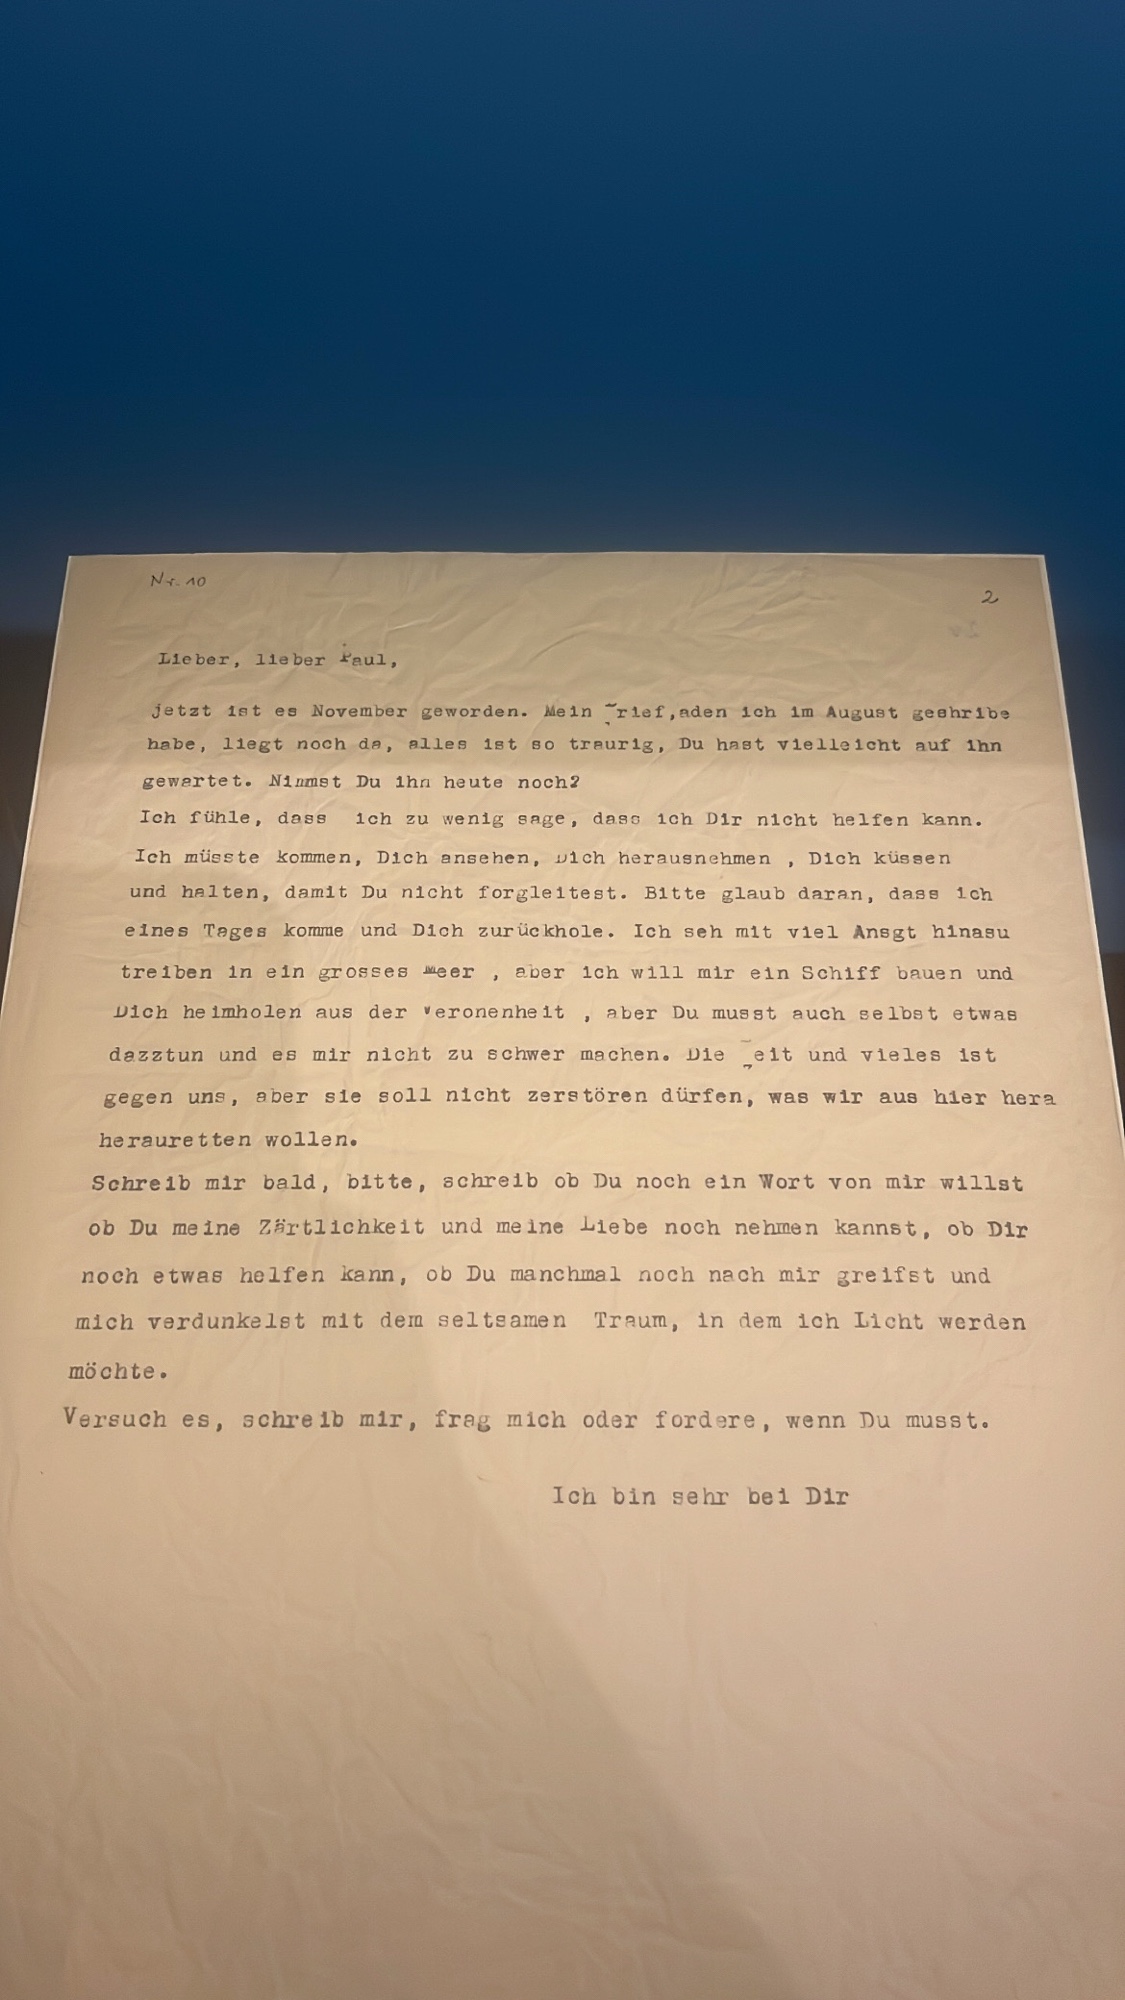 Nr. 10
2
Lieber, lieber Paul,
jetzt ist es November geworden. Mein rief,aden ich im August geshribe
habe, liegt noch da, alles ist so traurig, Du hast vielleicht auf ihn
gewartet. Ninmst Du ihn heute noch?
Ich fühle, dass ich zu wenig sage, dass ich Dir nicht helfen kann.
Ich müsste kommen, Dich ansehen, Dich herausnehmen , Dich küssen
und halten, damit Du nicht forgleitest. Bitte glaub daran, dass ich
eines Tages komme und Dich zurückhole. Ich seh mit viel Ansgt hinasu
treiben in ein grosses Meer , aber ich will mir ein Schiff bauen und
Dich heimholen aus der Veronenheit , aber Du musst auch selbst etwas
dazztun und es mir nicht zu schwer machen. Die Zeit und vieles ist
gegen uns, aber sie soll nicht zerstören dürfen, was wir aus hier hera
herauretten wollen.
Schreib mir bald, bitte, schreib ob Du noch ein Wort von mir willst
ob Du meine Zärtlichkeit und meine Liebe noch nehmen kannst, ob Dir
noch etwas helfen kann, ob Du manchmal noch nach mir greifst und
mich verdunkelst mit dem seltsamen Traum, in dem ich Licht werden
möchte.
Versuch es, schreib mir, frag mich oder fordere, wenn Du musst.
Ich bin sehr bei Dir